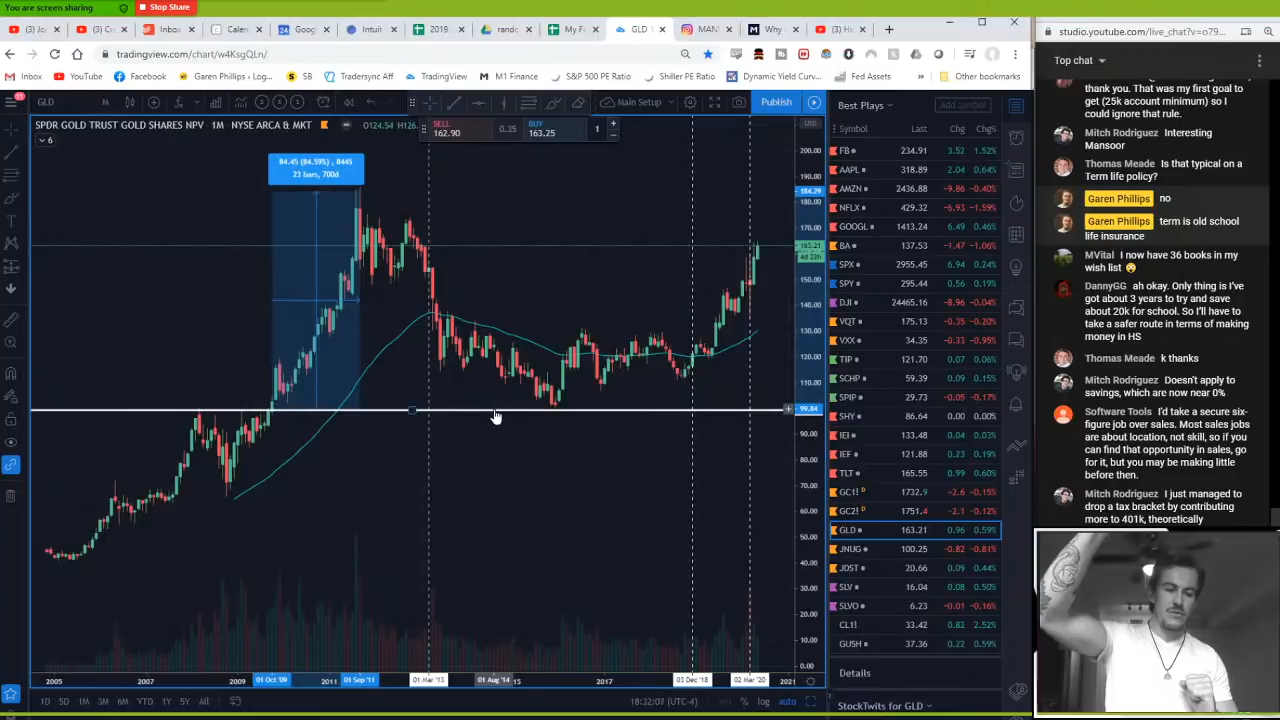 You are screen sharing
Stop Share
(3) Jo
(3) Cr
Inbox
Calen
Goog
Intuit
2019
rando
My Fi
GLD 1
MAN
Why
(3) H
tradingview.com/chart/w4KsgQLn/
Inbox
YouTube
Facebook
Garen Phillips • Log...
SB
Tradersync Aff
TradingView
M1 Finance
S&P 500 PE Ratio
Shiller PE Ratio
Dynamic Yield Curv...
Fed Assets
Other bookmarks
11
GLD
M
Main Setup
Publish
SPDR GOLD TRUST GOLD SHARES NPV · 1M · NYSE ARCA & MKT
O124.54
SELL
162.90
0.35
BUY
163.25
1
6
84.45 (84.59%) , 8445
23 bars, 700d
USD
200.00
190.00
184.29
180.00
170.00
163.21
4d 22h
150.00
140.00
130.00
120.00
110.00
99.84
90.00
80.00
70.00
60.00
50.00
40.00
30.00
20.00
10.00
0.00
2005
2007
2009
01 Oct '09
2011
01 Sep '11
01 Mar '13
01 Aug '14
15
2017
03 Dec '18
02 Mar '20
2021
1D 5D 1M 3M 6M YTD 1Y 5Y All
18:32:07 (UTC-4)
%
log
auto
Best Plays
Add symbol
Symbol Last Chg Chg%
FB 234.91 3.52 1.52%
AAPL 318.89 2.04 0.64%
AMZN 2436.88 -9.86 -0.40%
NFLX 429.32 -6.93 -1.59%
GOOGL 1413.24 6.49 0.46%
BA 137.53 -1.47 -1.06%
SPX 2955.45 6.94 0.24%
SPY 295.44 0.56 0.19%
DJI 24465.16 -8.96 -0.04%
VQT 175.13 -0.35 -0.20%
VXX 34.35 -0.33 -0.95%
TIP 121.70 0.07 0.06%
SCHP 59.39 0.09 0.15%
SPIP 29.73 -0.05 -0.17%
SHY 86.64 0.00 0.00%
IEI 133.48 0.04 0.03%
IEF 121.88 0.23 0.19%
TLT 165.55 0.99 0.60%
GC1! D 1732.9 -2.6 -0.15%
GC2! D 1751.4 -2.1 -0.12%
GLD 163.21 0.96 0.59%
JNUG 100.25 -0.82 -0.81%
JDST 20.66 0.09 0.44%
SLV 16.04 0.08 0.50%
SLVO 6.23 -0.01 -0.16%
CL1! 33.42 0.82 2.52%
GUSH 37.36 0.22 0.59%
Details
StockTwits for GLD
studio.youtube.com/live_chat?v=o79...
Top chat
thank you. That was my first goal to
get (25k account minimum) so I
could ignore that rule.
Mitch Rodriguez Interesting
Mansoor
Thomas Meade Is that typical on a
Term life policy?
Garen Phillips no
Garen Phillips term is old school
life insurance
MVital I now have 36 books in my
wish list
DannyGG ah okay. Only thing is I've
got about 3 years to try and save
about 20k for school. So I'll have to
take a safer route in terms of making
money in HS
Thomas Meade k thanks
Mitch Rodriguez Doesn't apply to
savings, which are now near 0%
Software Tools I'd take a secure six-
figure job over sales. Most sales jobs
are about location, not skill, so if you
can find that opportunity in sales, go
for it, but you may be making little
before then.
Mitch Rodriguez I just managed to
drop a tax bracket by contributing
more to 401k, theoretically